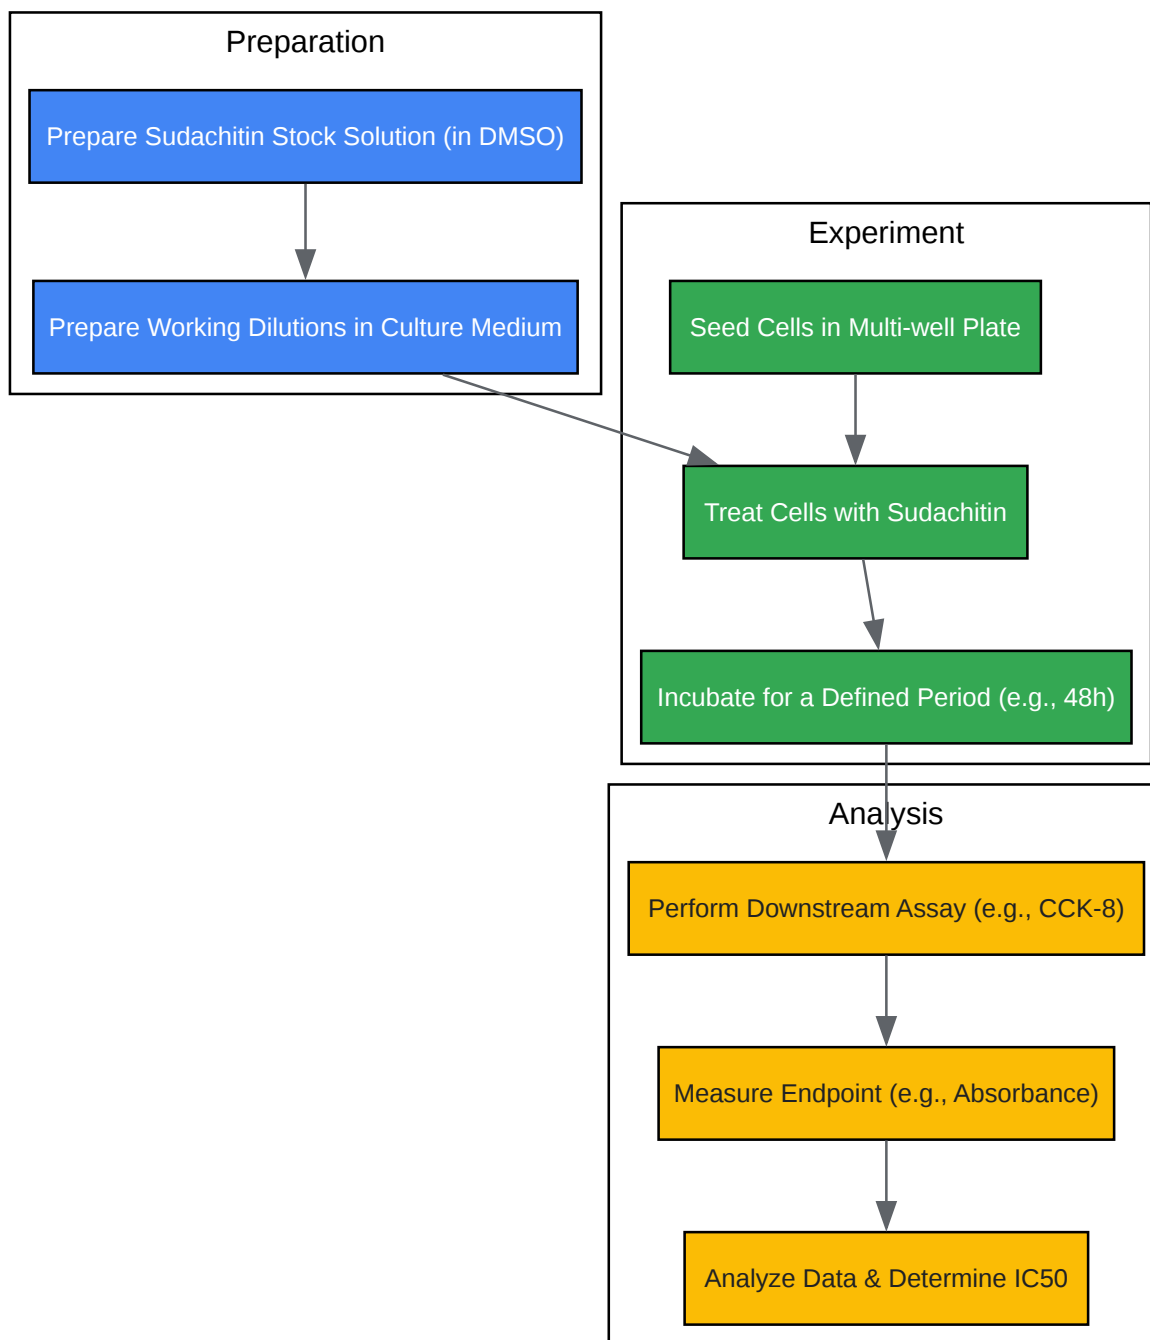 Preparation
Prepare Sudachitin Stock Solution (in DMSO)
Prepare Working Dilutions in Culture Medium
Experiment
Seed Cells in Multi-well Plate
Treat Cells with Sudachitin
Incubate for a Defined Period (e.g., 48h)
Analysis
Perform Downstream Assay (e.g., CCK-8)
Measure Endpoint (e.g., Absorbance)
Analyze Data & Determine IC50